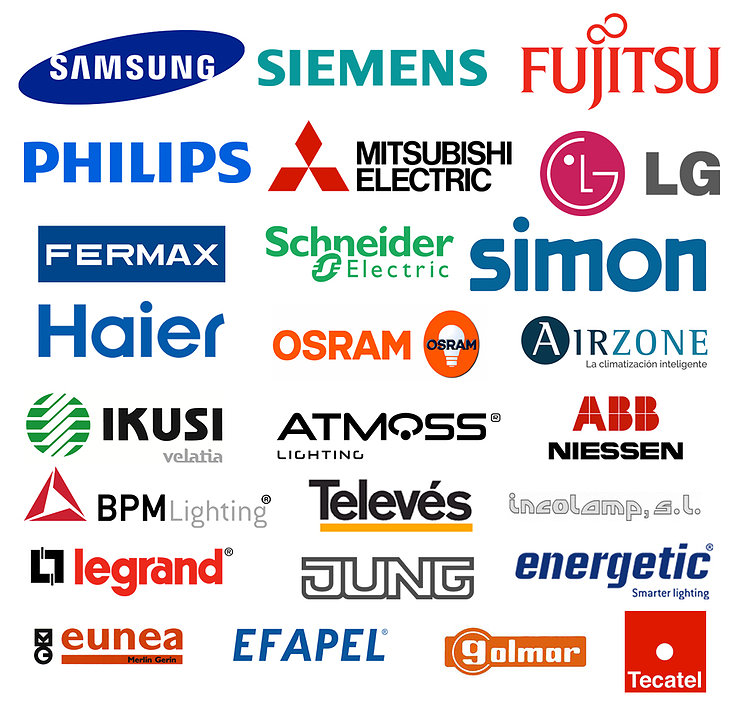 SAMSUNG
SIEMENS
FUJITSU
PHILIPS
MITSUBISHI
ELECTRIC
LG
LG
FERMAX
Schneider
Electric
simon
Haier
OSRAM
OSRAM
AIRZONE
La climatización inteligente
IKUSI
velatia
ATMOSS®
LIGHTING
ABB
NIESSEN
BPMLighting®
Televés
incolamp, s.l.
legrand®
JUNG
energetic®
Smarter lighting
eunea
Merlin Gerin
EFAPEL®
golmar
Tecatel